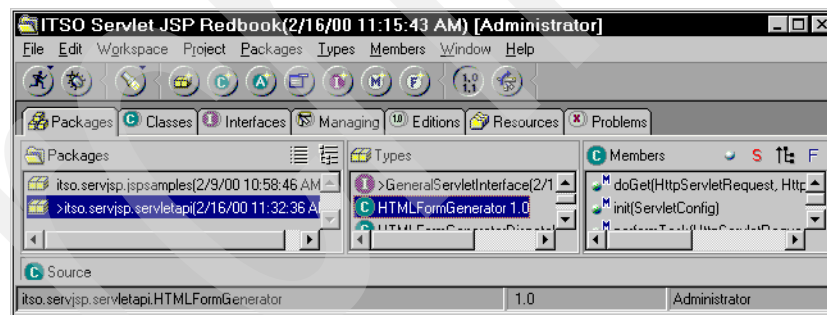 ITSO Servlet JSP Redbook(2/16/00 11:15:43 AM) [Administrator]
File Edit Workspace Project Packages Types Members Window Help
Packages Classes Interfaces Managing Editions Resources Problems
Packages Types Members S F
itso.servjsp.jspsamples(2/9/00 10:58:46 AM >GeneralServletInterface(2/1 doGet(HttpServletRequest, Http
>itso.servjsp.servletapi(2/16/00 11:32:36 A HTMLFormGenerator 1.0 init(ServletConfig)
Source
itso.servjsp.servletapi.HTMLFormGenerator 1.0 Administrator